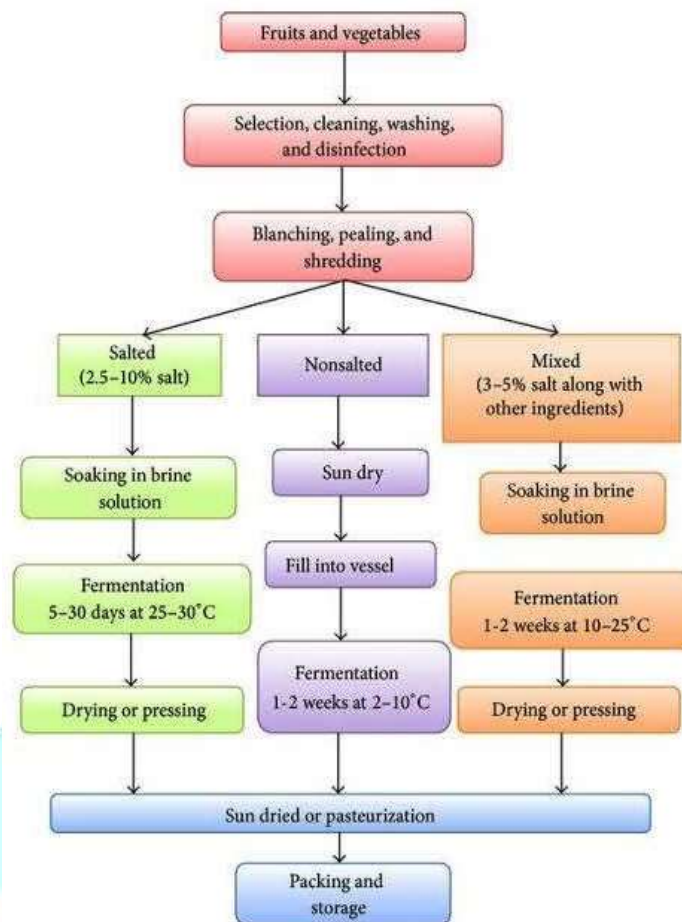 Fruits and vegetables
Selection, cleaning, washing,
and disinfection
Blanching, pealing, and
shredding
Salted
(2.5–10% salt)
Nonsalted
Mixed
(3–5% salt along with
other ingredients)
Soaking in brine
solution
Sun dry
Soaking in brine
solution
Fermentation
5–30 days at 25–30°C
Fill into vessel
Fermentation
1-2 weeks at 10–25°C
Fermentation
1-2 weeks at 2–10°C
Drying or pressing
Drying or pressing
Sun dried or pasteurization
Packing and
storage